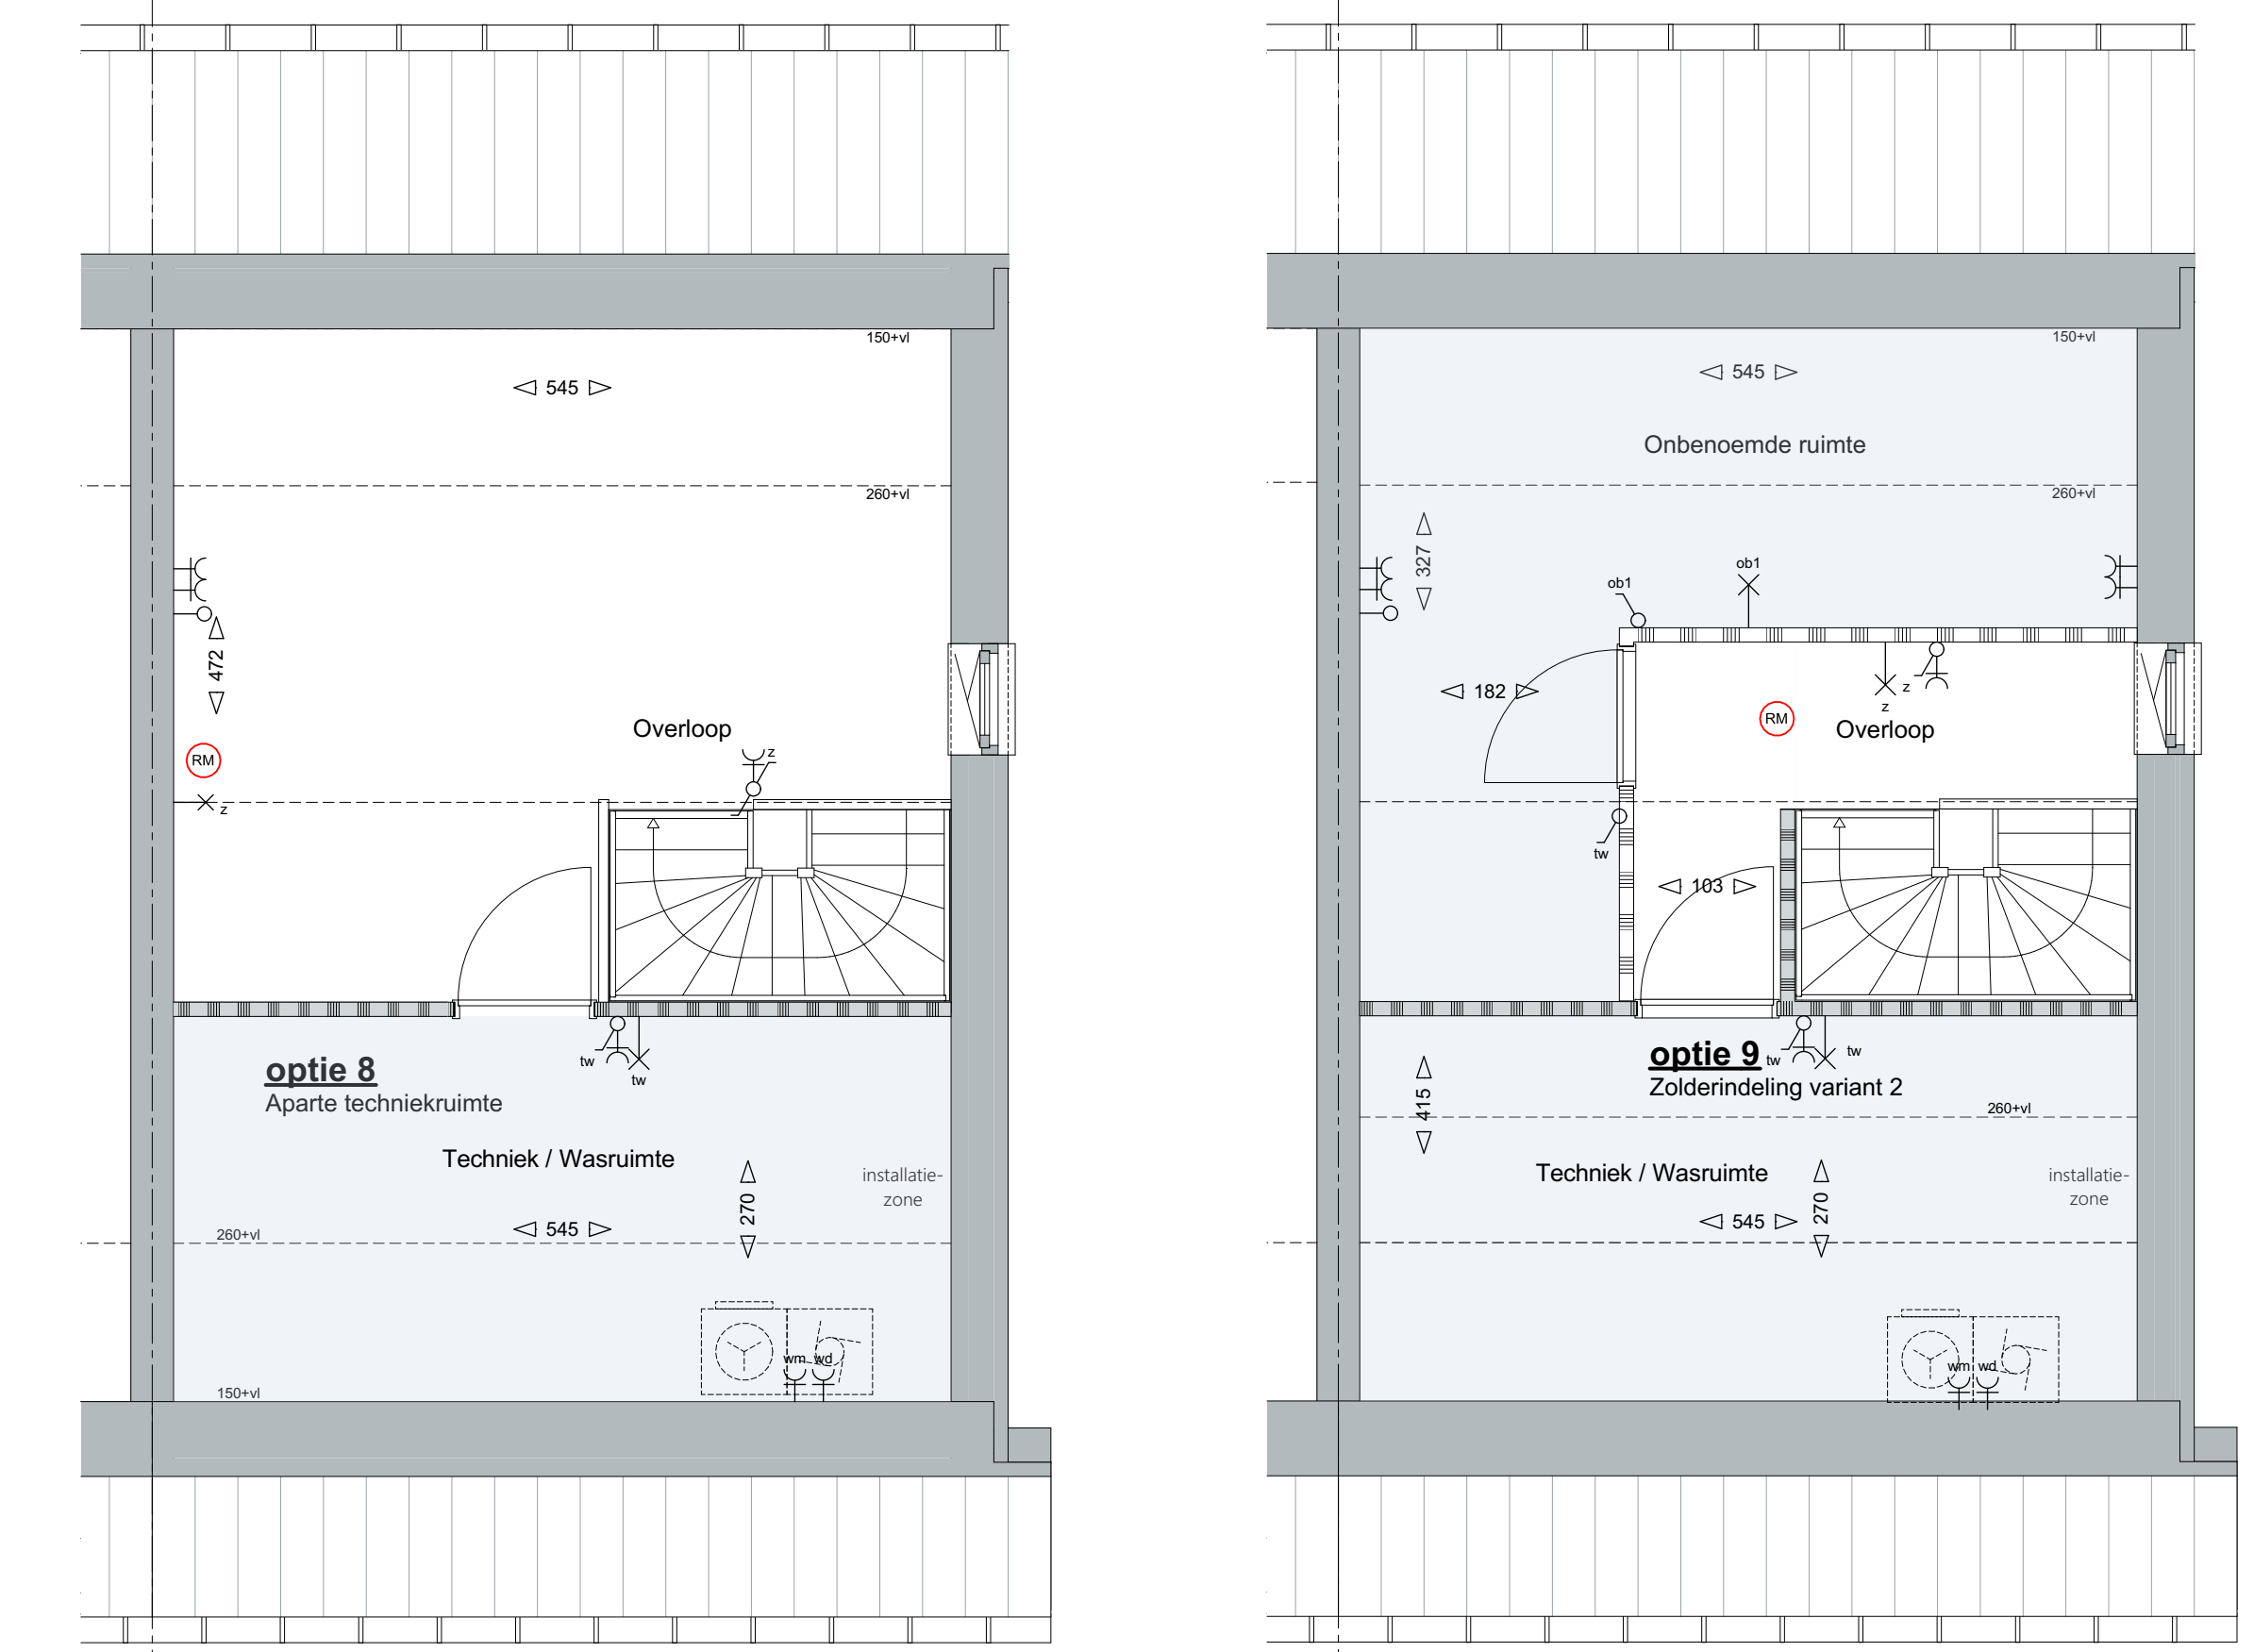 150+vl
545
260+vl
472
Overloop
z
RM
z
optie 8
tw
tw
Aparte techniekruimte
Techniek / Wasruimte
installatie-
zone
270
545
260+vl
wm wd
150+vl
150+vl
545
Onbenoemde ruimte
260+vl
327
ob1
ob1
182
z
z
RM
Overloop
tw
103
optie 9
tw
tw
Zolderindeling variant 2
415
260+vl
Techniek / Wasruimte
installatie-
zone
270
545
wm wd